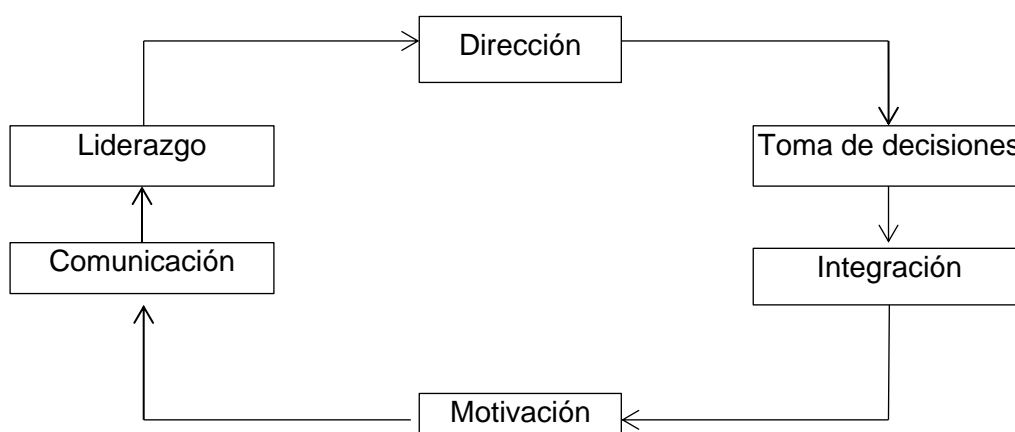 Dirección
Liderazgo
Toma de decisiones
Comunicación
Integración
Motivación